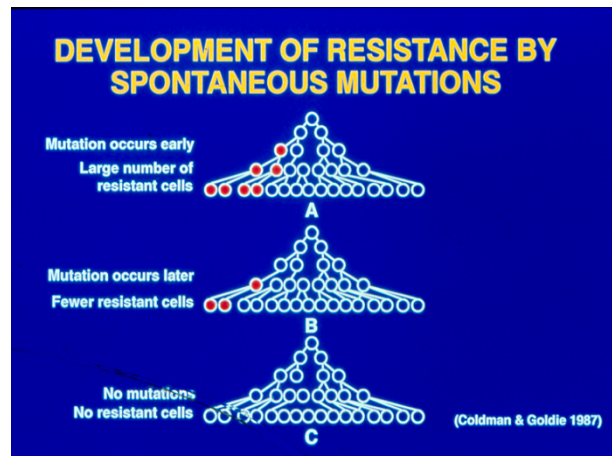 DEVELOPMENT OF RESISTANCE BY
SPONTANEOUS MUTATIONS
Mutation occurs early
Large number of
resistant cells
A
Mutation occurs later
Fewer resistant cells
B
No mutations
No resistant cells
C
(Coldman & Goldie 1987)